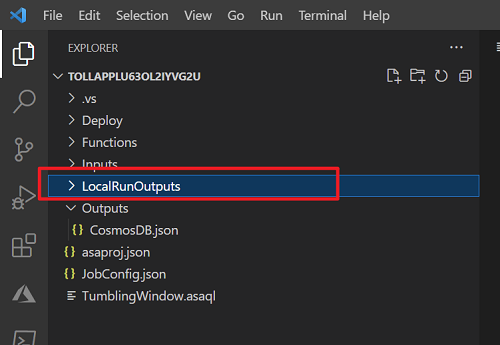 File Edit Selection View Go Run Terminal Help
EXPLORER
TOLLAPPLU63OL2IYVG2U
.vs
Deploy
Functions
Inputs
LocalRunOutputs
Outputs
{} CosmosDB.json
{} asaproj.json
{} JobConfig.json
TumblingWindow.asaql